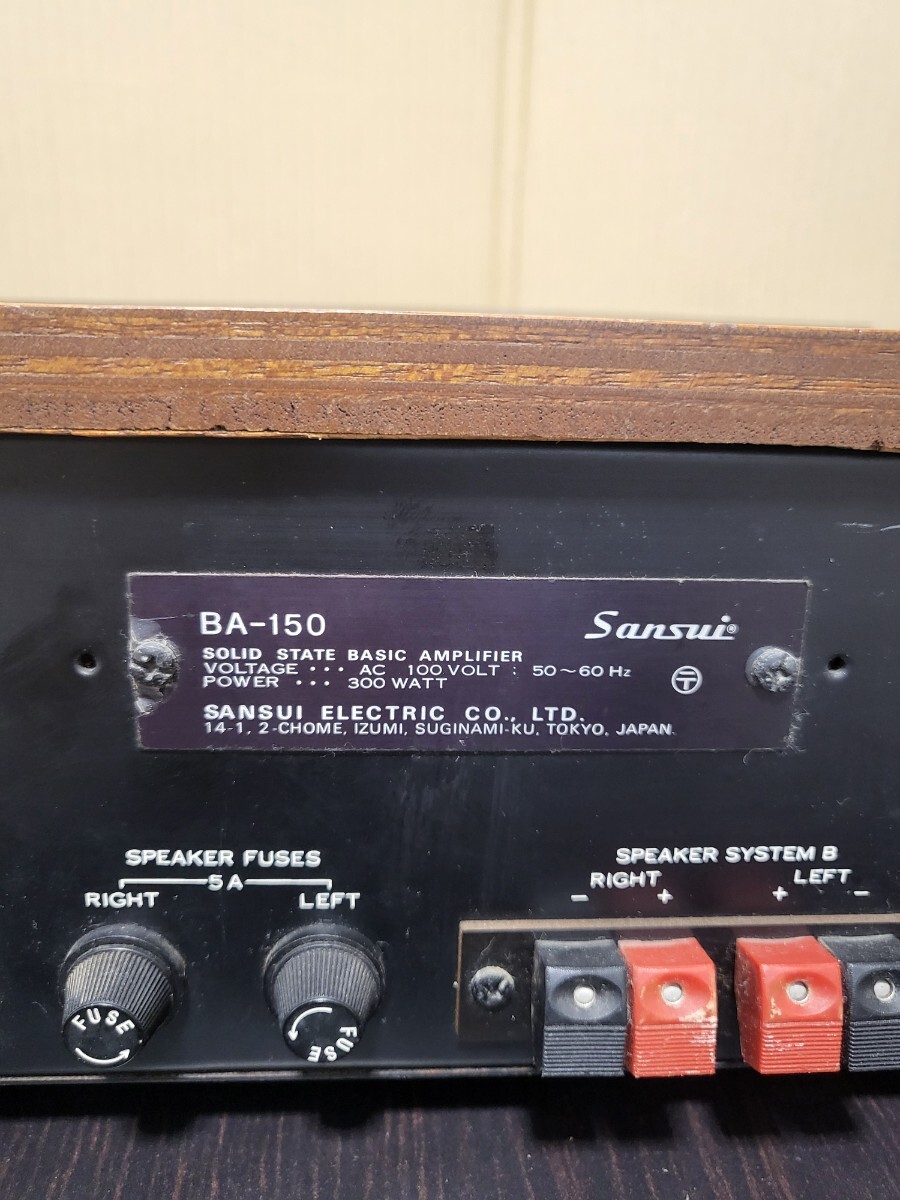 BA-150
Sansui®
SOLID STATE BASIC AMPLIFIER
VOLTAGE ··· AC 100 VOLT : 50~60 Hz
POWER ··· 300 WATT
SANSUI ELECTRIC CO., LTD.
14-1, 2-CHOME, IZUMI, SUGINAMI-KU, TOKYO, JAPAN
SPEAKER FUSES
5A
RIGHT LEFT
FUSE
FUSE
SPEAKER SYSTEM B
RIGHT LEFT
- + + -